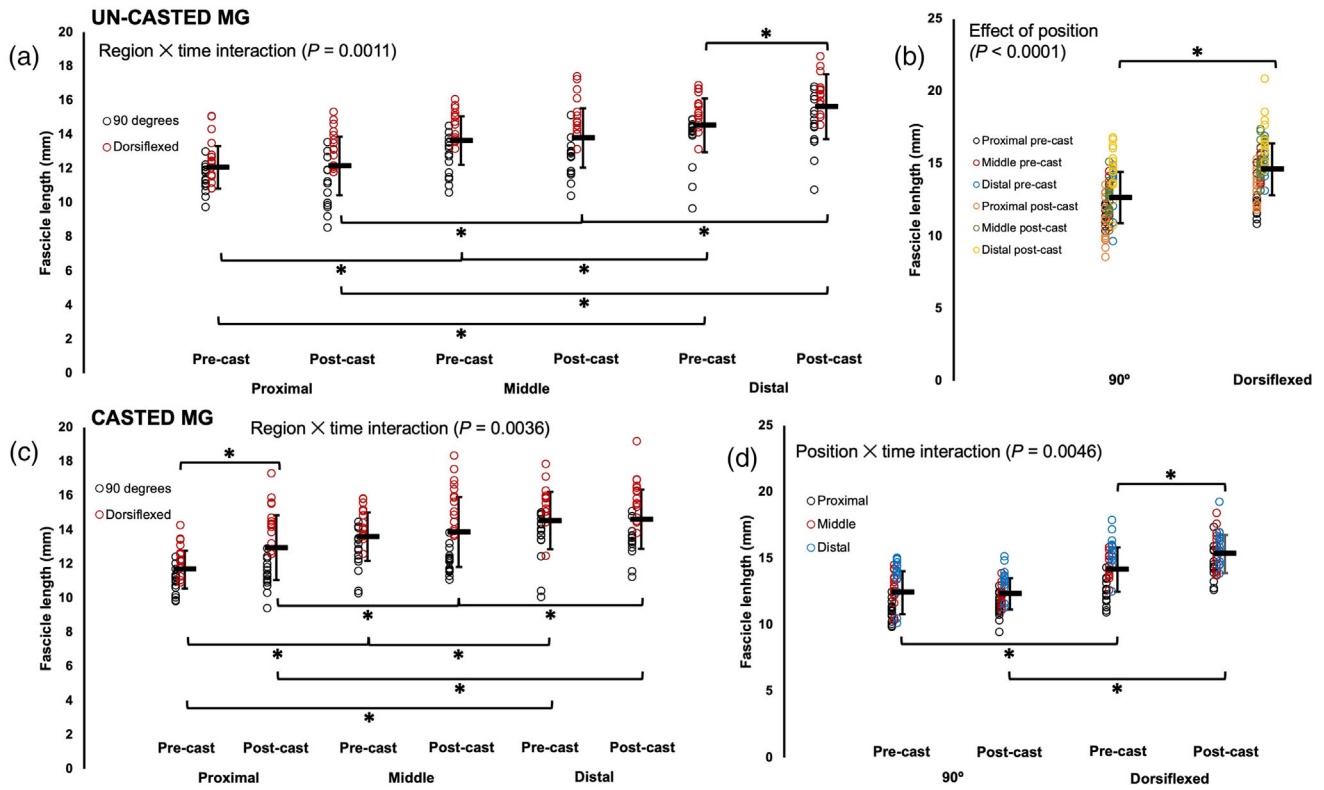 UN-CASTED MG
(a)
Region X time interaction (P = 0.0011)
90 degrees
Dorsiflexed
Fascicle length (mm)
20
18
16
14
12
10
8
6
4
2
0
*
*
*
*
*
*
*
Pre-cast Post-cast Pre-cast Post-cast Pre-cast Post-cast
Proximal Middle Distal
(b)
Effect of position
(P < 0.0001)
*
Proximal pre-cast
Middle pre-cast
Distal pre-cast
Proximal post-cast
Middle post-cast
Distal post-cast
Fascicle lenhgth (mm)
25
20
15
10
5
0
90º Dorsiflexed
CASTED MG
(c)
Region X time interaction (P = 0.0036)
90 degrees
Dorsiflexed
Fascicle length (mm)
20
18
16
14
12
10
8
6
4
2
0
*
*
*
*
*
*
*
Pre-cast Post-cast Pre-cast Post-cast Pre-cast Post-cast
Proximal Middle Distal
(d)
Position X time interaction (P = 0.0046)
Proximal
Middle
Distal
Fascicle lenhgth (mm)
25
20
15
10
5
0
*
*
*
Pre-cast Post-cast Pre-cast Post-cast
90º Dorsiflexed